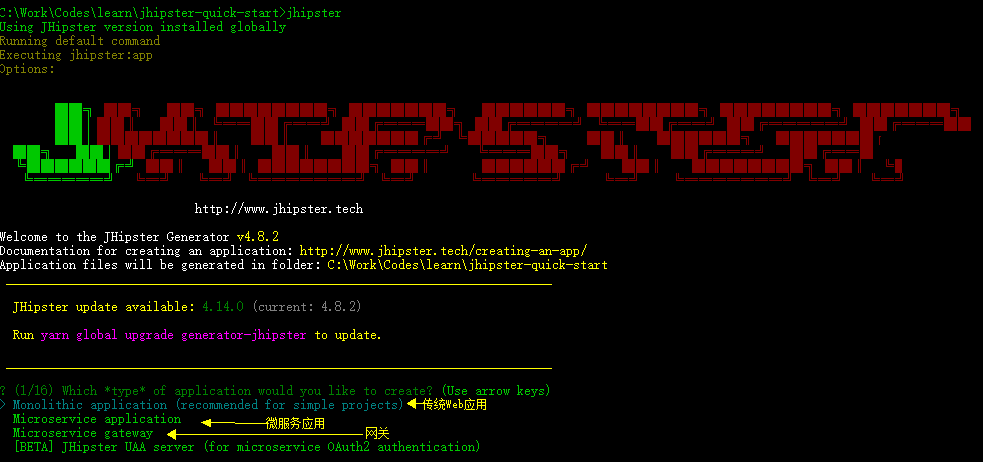 C:\Work\Codes\learn\jhipster-quick-start>jhipster
Using JHipster version installed globally
Running default command
Executing jhipster:app
Options:
http://www.jhipster.tech
Welcome to the JHipster Generator v4.8.2
Documentation for creating an application: http://www.jhipster.tech/creating-an-app/
Application files will be generated in folder: C:\Work\Codes\learn\jhipster-quick-start
JHipster update available: 4.14.0 (current: 4.8.2)
Run yarn global upgrade generator-jhipster to update.
? (1/16) Which *type* of application would you like to create? (Use arrow keys)
> Monolithic application (recommended for simple projects) 传统Web应用
Microservice application 微服务应用
Microservice gateway 网关
[BETA] JHipster UAA server (for microservice OAuth2 authentication)